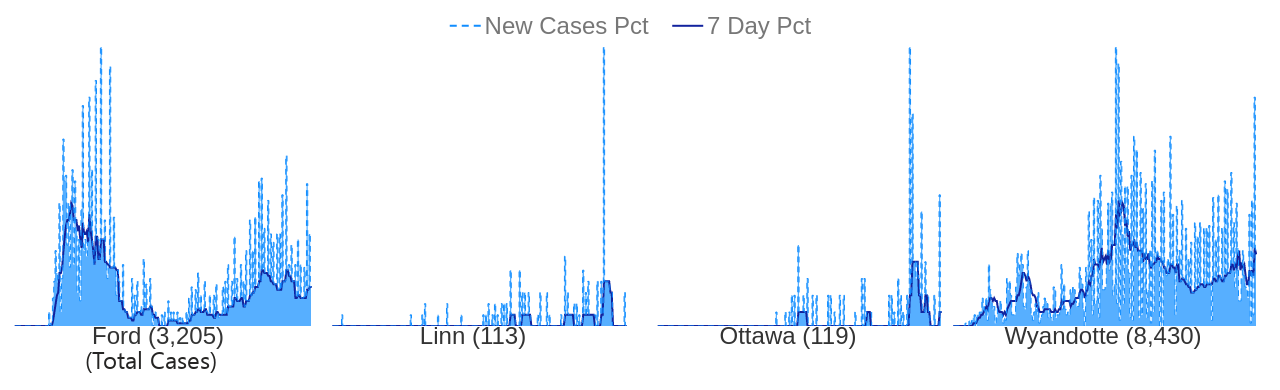 New Cases Pct 7 Day Pct
Ford (3,205) Linn (113) Ottawa (119) Wyandotte (8,430)
(Total Cases)